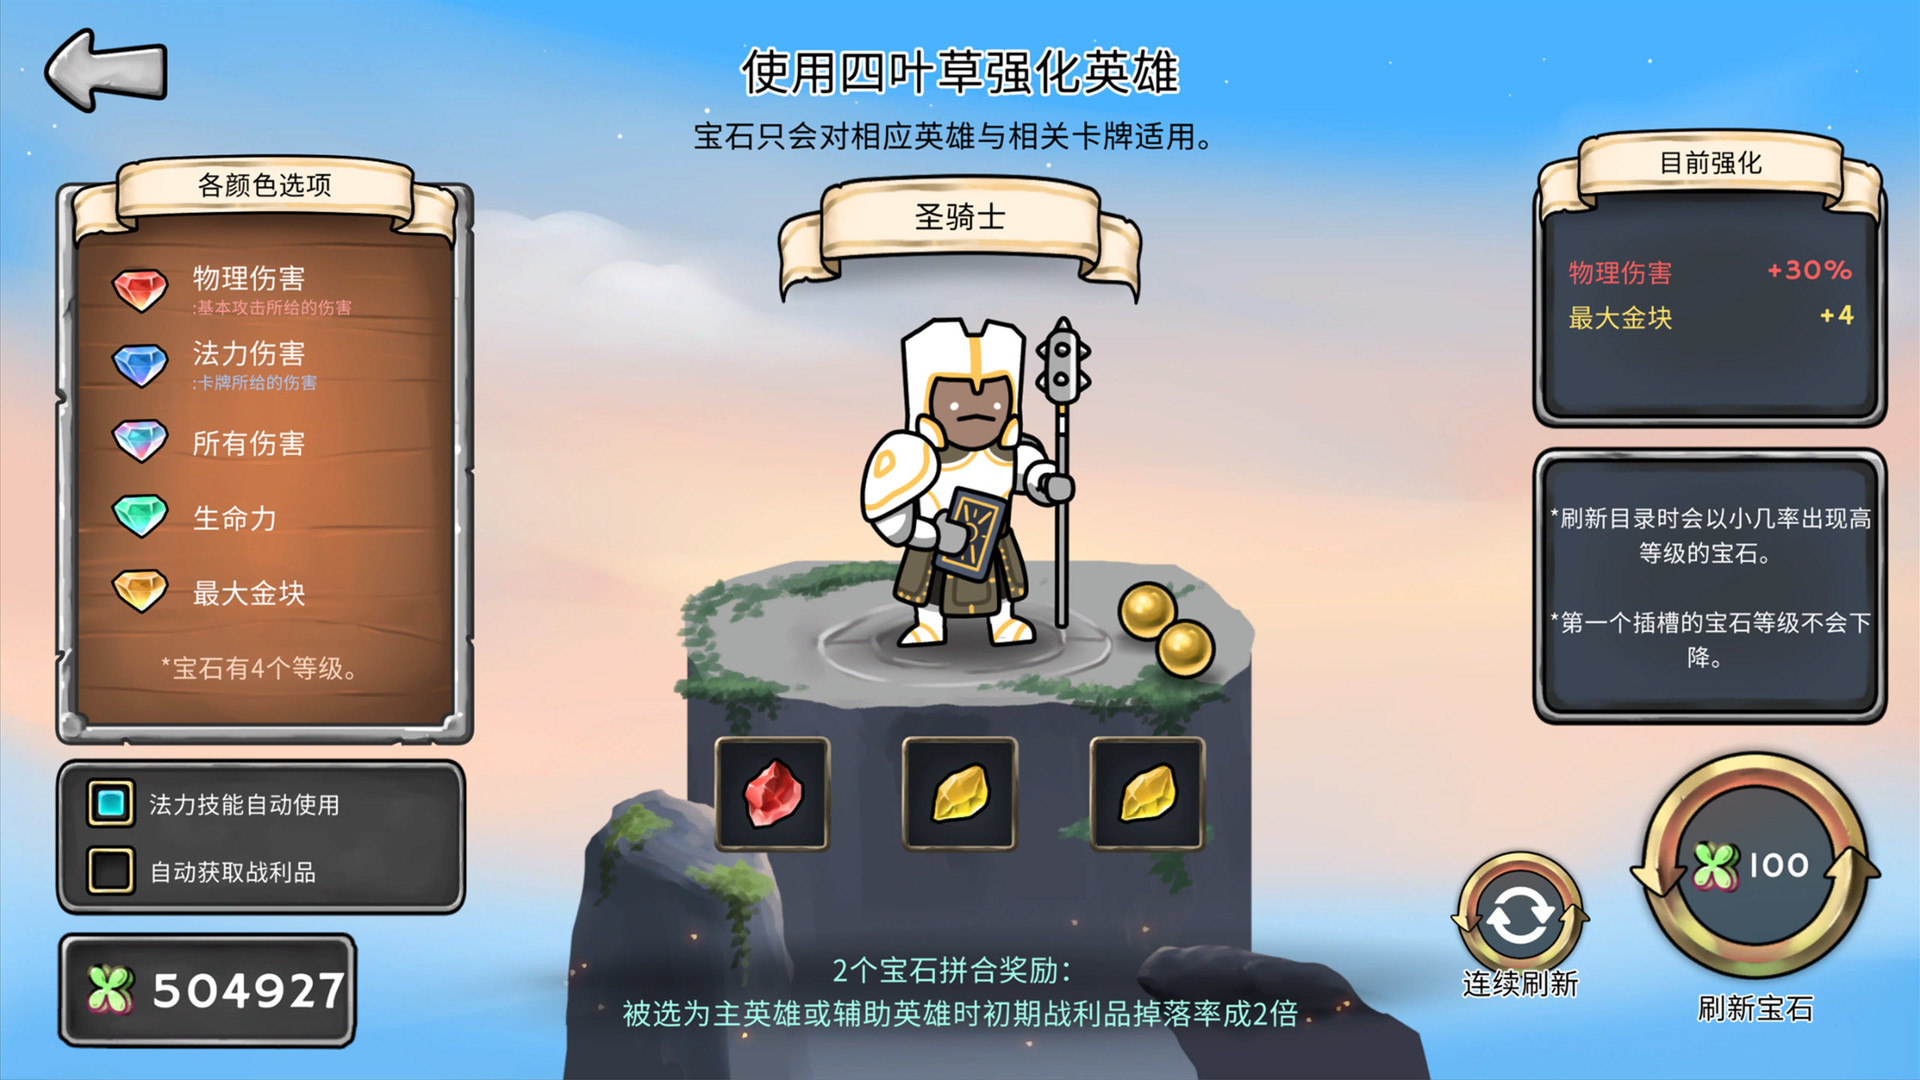 使用四叶草强化英雄
宝石只会对相应英雄与相关卡牌适用。
各颜色选项
物理伤害
:基本攻击所给的伤害
法力伤害
:卡牌所给的伤害
所有伤害
生命力
最大金块
*宝石有4个等级。
法力技能自动使用
自动获取战利品
504927
圣骑士
2个宝石拼合奖励：
被选为主英雄或辅助英雄时初期战利品掉落率成2倍
目前强化
物理伤害 +30%
最大金块 +4
*刷新目录时会以小几率出现高
等级的宝石。
*第一个插槽的宝石等级不会下
降。
连续刷新
100
刷新宝石